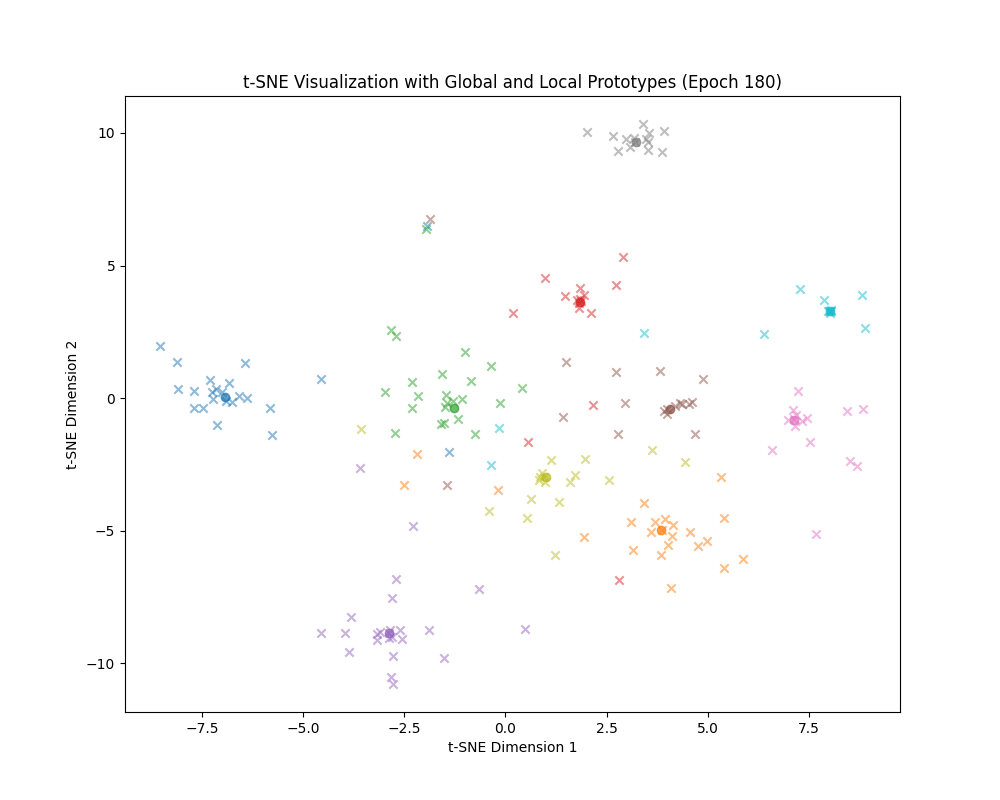 t-SNE Visualization with Global and Local Prototypes (Epoch 180)
10
5
0
−5
−10
t-SNE Dimension 2
−7.5 −5.0 −2.5 0.0 2.5 5.0 7.5
t-SNE Dimension 1